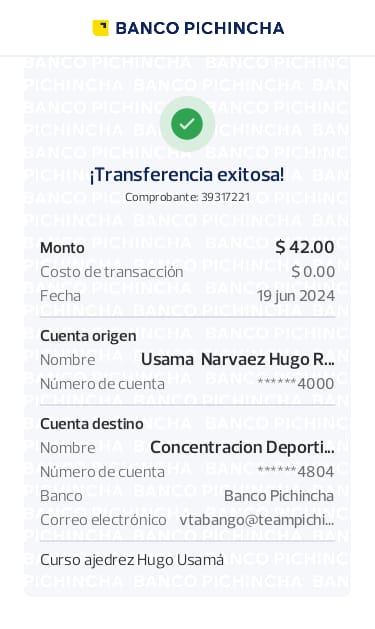 BANCO PICHINCHA
¡Transferencia exitosa!
Comprobante: 39317221
Monto $ 42.00
Costo de transacción $ 0.00
Fecha 19 jun 2024
Cuenta origen
Nombre Usama Narvaez Hugo R...
Número de cuenta ******4000
Cuenta destino
Nombre Concentracion Deporti...
Número de cuenta ******4804
Banco Banco Pichincha
Correo electrónico vtabango@teampichi...
Curso ajedrez Hugo Usamá